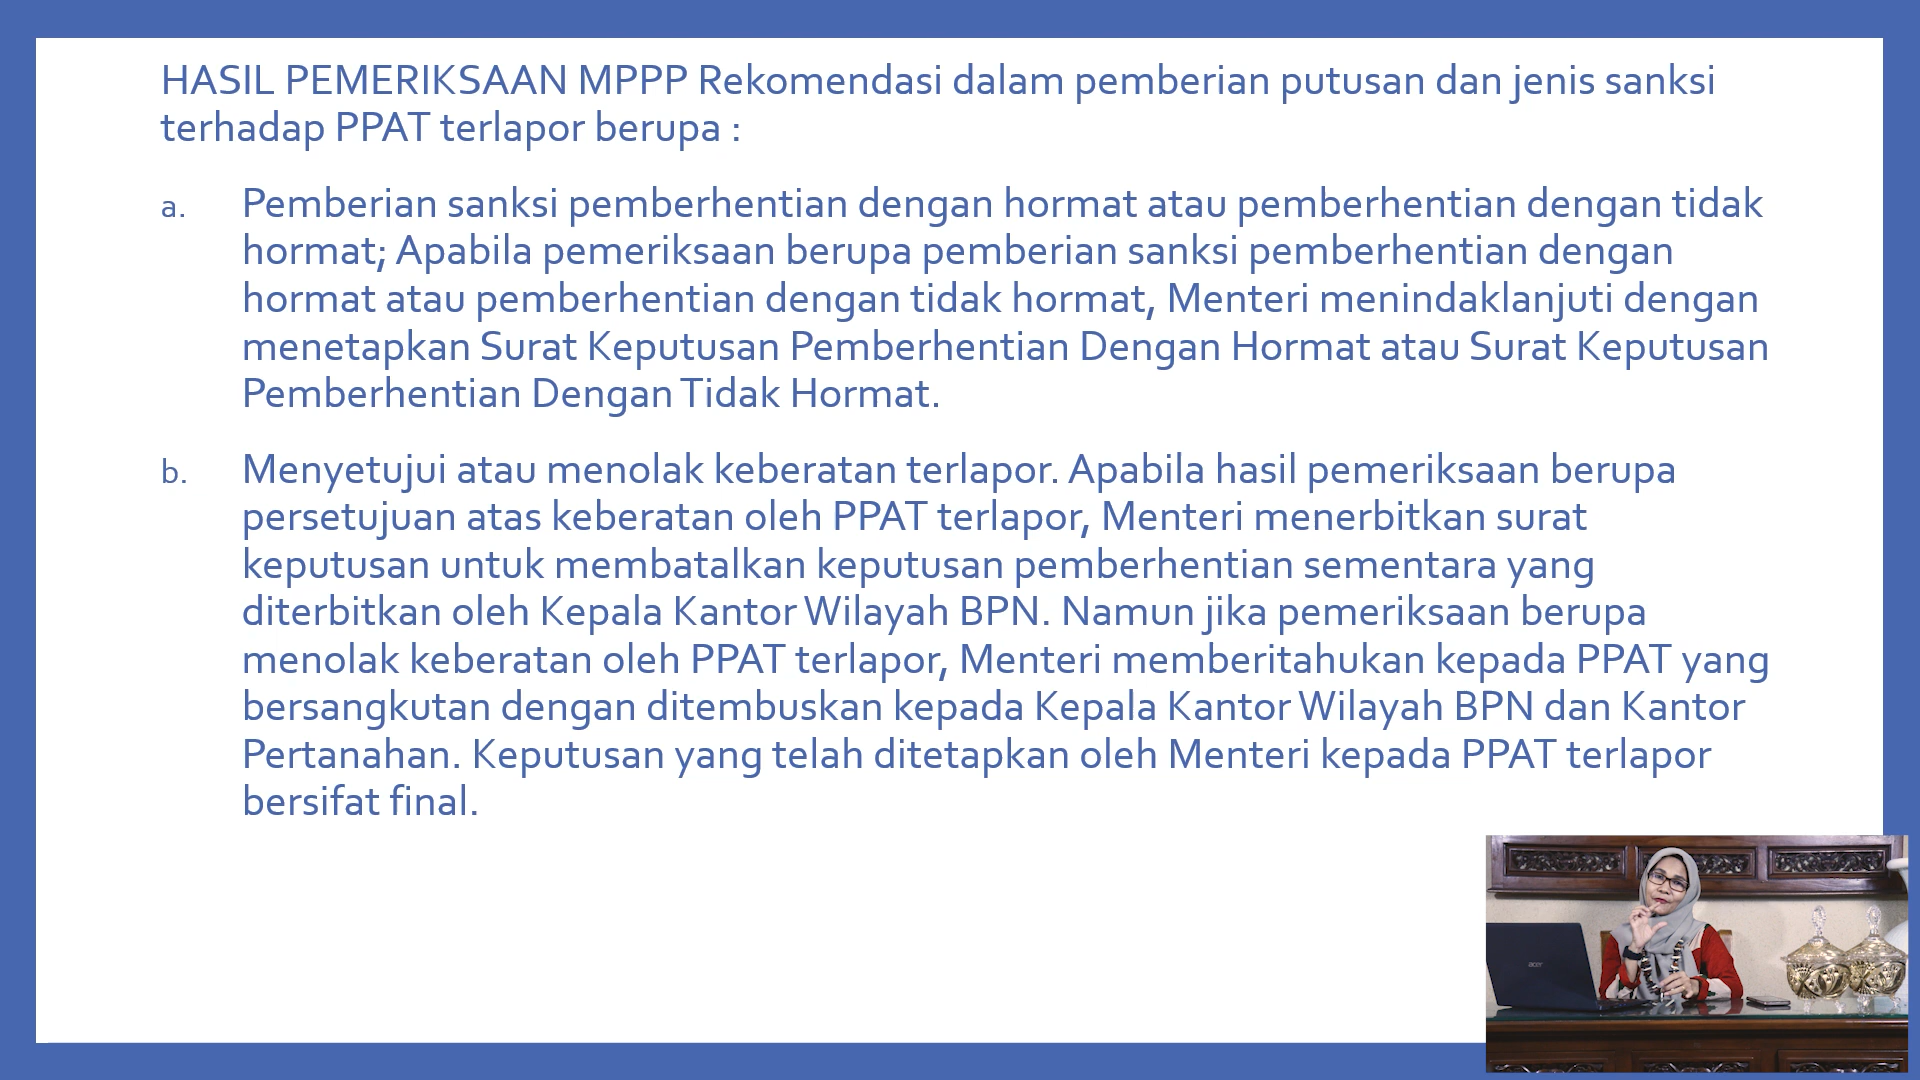 HASIL PEMERIKSAAN MPPP Rekomendasi dalam pemberian putusan dan jenis sanksi
terhadap PPAT terlapor berupa :
a. Pemberian sanksi pemberhentian dengan hormat atau pemberhentian dengan tidak
hormat; Apabila pemeriksaan berupa pemberian sanksi pemberhentian dengan
hormat atau pemberhentian dengan tidak hormat, Menteri menindaklanjuti dengan
menetapkan Surat Keputusan Pemberhentian Dengan Hormat atau Surat Keputusan
Pemberhentian Dengan Tidak Hormat.
b. Menyetujui atau menolak keberatan terlapor. Apabila hasil pemeriksaan berupa
persetujuan atas keberatan oleh PPAT terlapor, Menteri menerbitkan surat
keputusan untuk membatalkan keputusan pemberhentian sementara yang
diterbitkan oleh Kepala Kantor Wilayah BPN. Namun jika pemeriksaan berupa
menolak keberatan oleh PPAT terlapor, Menteri memberitahukan kepada PPAT yang
bersangkutan dengan ditembuskan kepada Kepala Kantor Wilayah BPN dan Kantor
Pertanahan. Keputusan yang telah ditetapkan oleh Menteri kepada PPAT terlapor
bersifat final.
acer